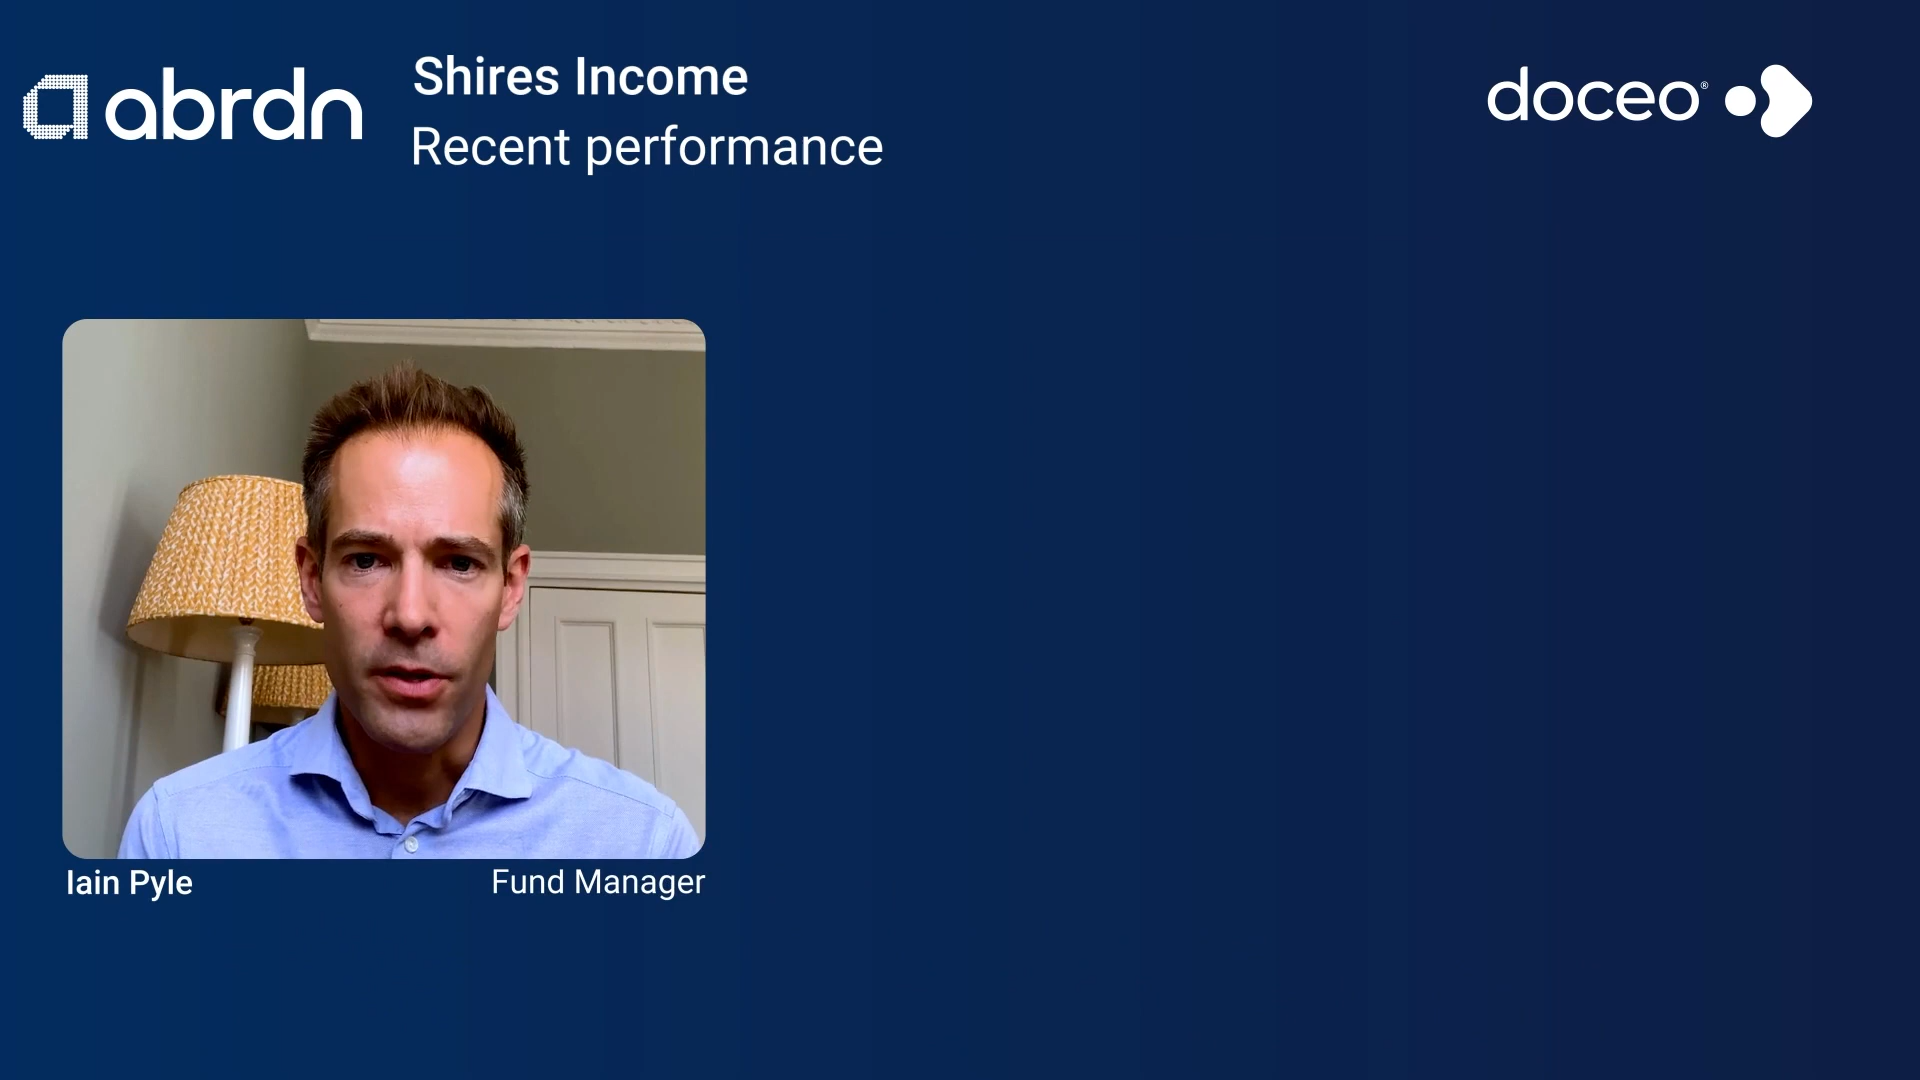 abrdn
Shires Income
Recent performance
doceo®
Iain Pyle
Fund Manager